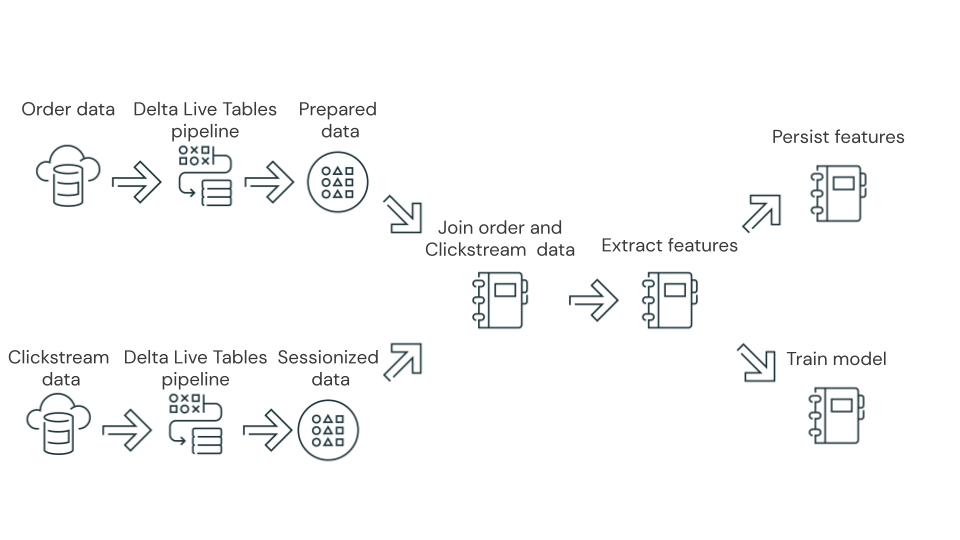 Order data
Delta Live Tables
pipeline
Prepared
data
Persist features
Join order and
Clickstream data
Extract features
Clickstream
data
Delta Live Tables
pipeline
Sessionized
data
Train model